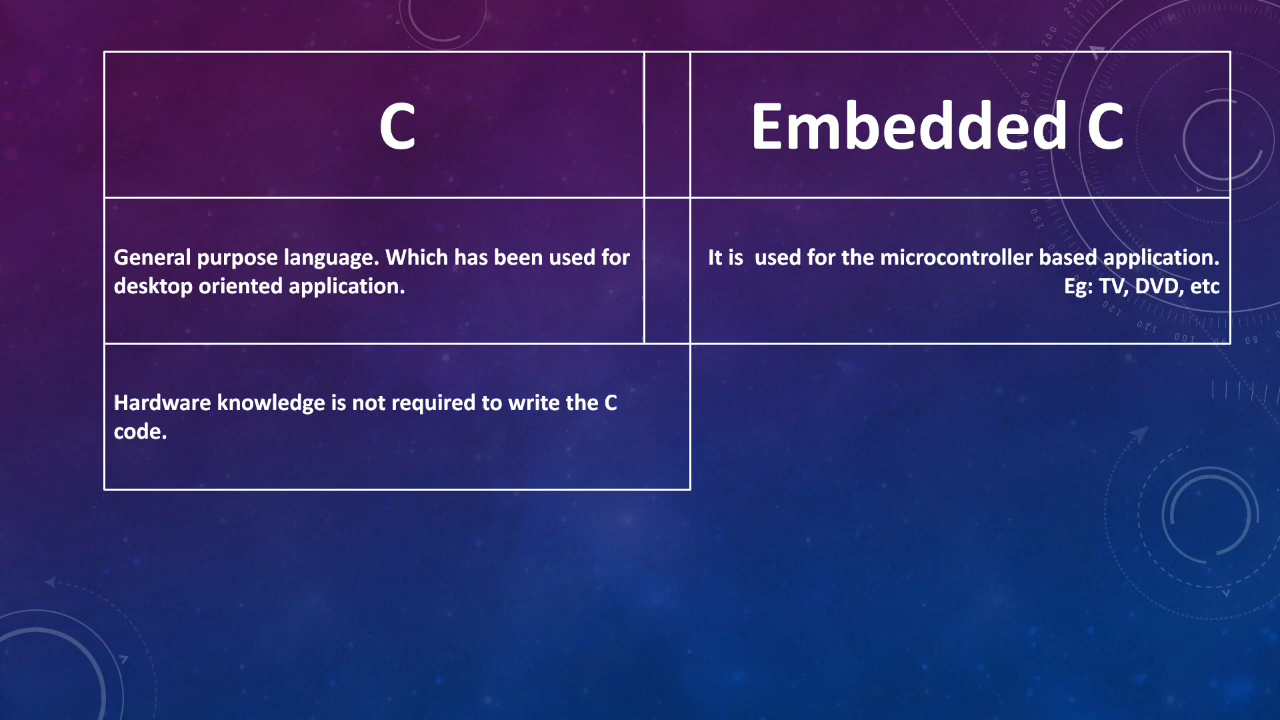 C
Embedded C
General purpose language. Which has been used for
desktop oriented application.
It is  used for the microcontroller based application.
Eg: TV, DVD, etc
Hardware knowledge is not required to write the C
code.